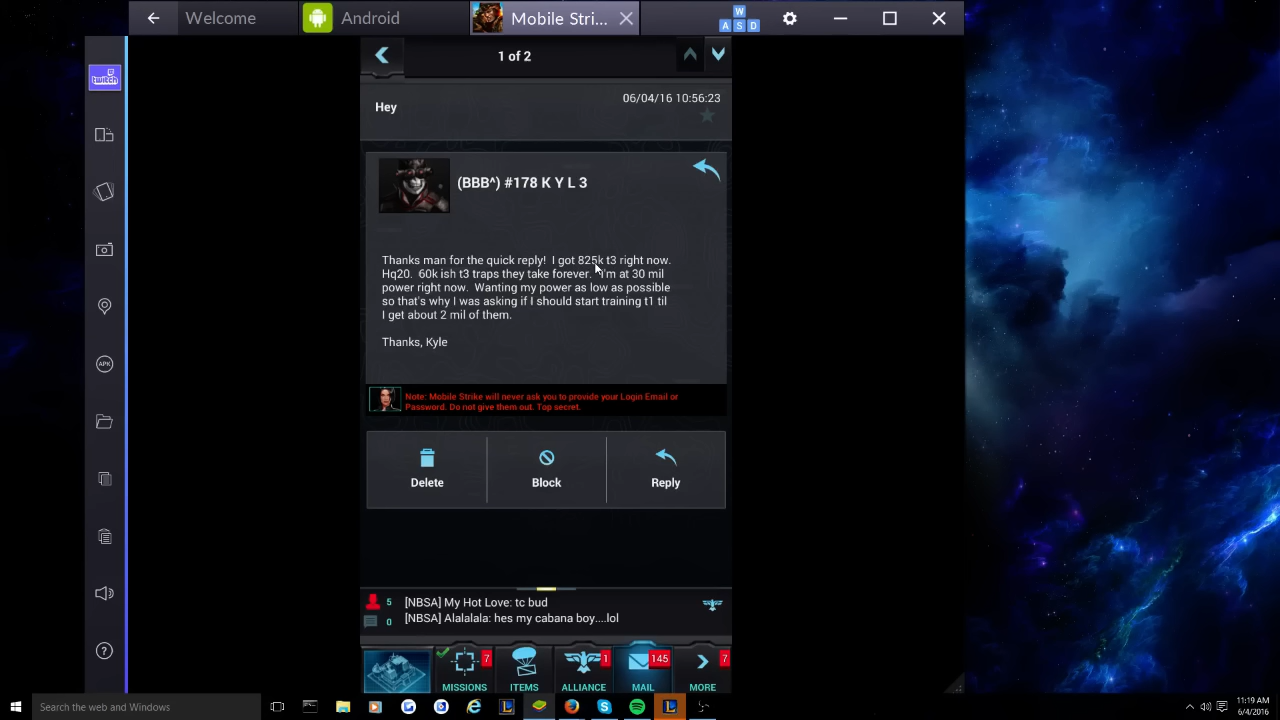 Welcome
Android
Mobile Stri...
W
A S D
twitch
APK
1 of 2
Hey
06/04/16 10:56:23
(BBB^) #178 K Y L 3
Thanks man for the quick reply!  I got 825k t3 right now.
Hq20.  60k ish t3 traps they take forever.  I'm at 30 mil
power right now.  Wanting my power as low as possible
so that's why I was asking if I should start training t1 til
I get about 2 mil of them.
Thanks, Kyle
Note: Mobile Strike will never ask you to provide your Login Email or
Password. Do not give them out. Top secret.
Delete
Block
Reply
5
[NBSA] My Hot Love: tc bud
0
[NBSA] Alalalala: hes my cabana boy....lol
7
1
145
7
MISSIONS
ITEMS
ALLIANCE
MAIL
MORE
Search the web and Windows
11:19 AM
6/4/2016